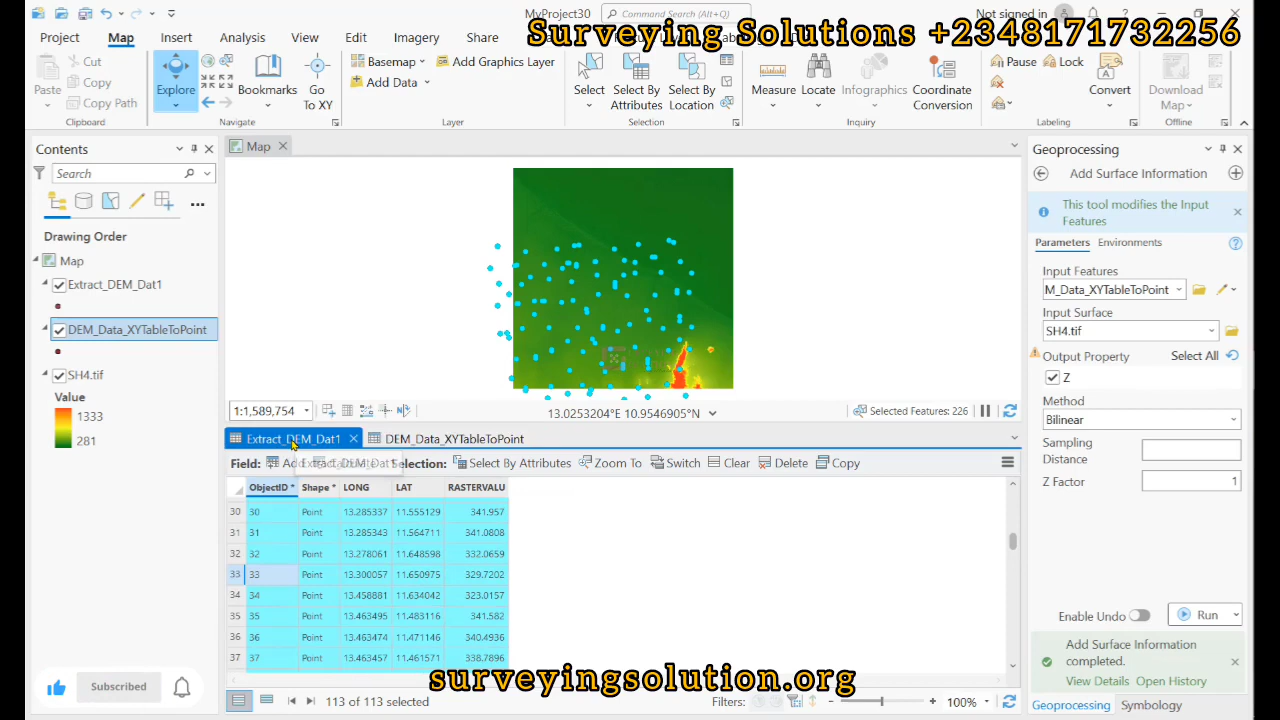 MyProject30
Command Search (Alt+Q)
Not signed in
Surveying Solutions +2348171732256
Project Map Insert Analysis View Edit Imagery Share
Paste
Cut
Copy
Copy Path
Clipboard
Explore
Bookmarks
Go To XY
Navigate
Basemap
Add Graphics Layer
Add Data
Layer
Select
Select By Attributes
Select By Location
Selection
Measure
Locate
Infographics
Coordinate Conversion
Inquiry
Pause
Lock
Convert
Labeling
Download Map
Offline
Contents
Search
Drawing Order
Map
Extract_DEM_Dat1
DEM_Data_XYTableToPoint
SH4.tif
Value
1333
281
Map
1:1,589,754
13.0253204°E 10.9546905°N
Selected Features: 226
Extract_DEM_Dat1
DEM_Data_XYTableToPoint
Field: Add
Extract_DEM_Dat1
Selection: Select By Attributes Zoom To Switch Clear Delete Copy
ObjectID * Shape * LONG LAT RASTERVALU
30 30 Point 13.285337 11.555129 341.957
31 31 Point 13.285343 11.564711 341.0808
32 32 Point 13.278061 11.648598 332.0659
33 33 Point 13.300057 11.650975 329.7202
34 34 Point 13.458881 11.634042 323.0157
35 35 Point 13.463495 11.483116 341.582
36 36 Point 13.463474 11.471146 340.4936
37 37 Point 13.463457 11.461571 338.7896
113 of 113 selected
Filters:
100%
Geoprocessing
Add Surface Information
This tool modifies the Input Features
Parameters Environments
Input Features
M_Data_XYTableToPoint
Input Surface
SH4.tif
Output Property Select All
Z
Method
Bilinear
Sampling Distance
Z Factor 1
Enable Undo
Run
Add Surface Information completed.
View Details Open History
Geoprocessing Symbology
Subscribed
surveyingsolution.org